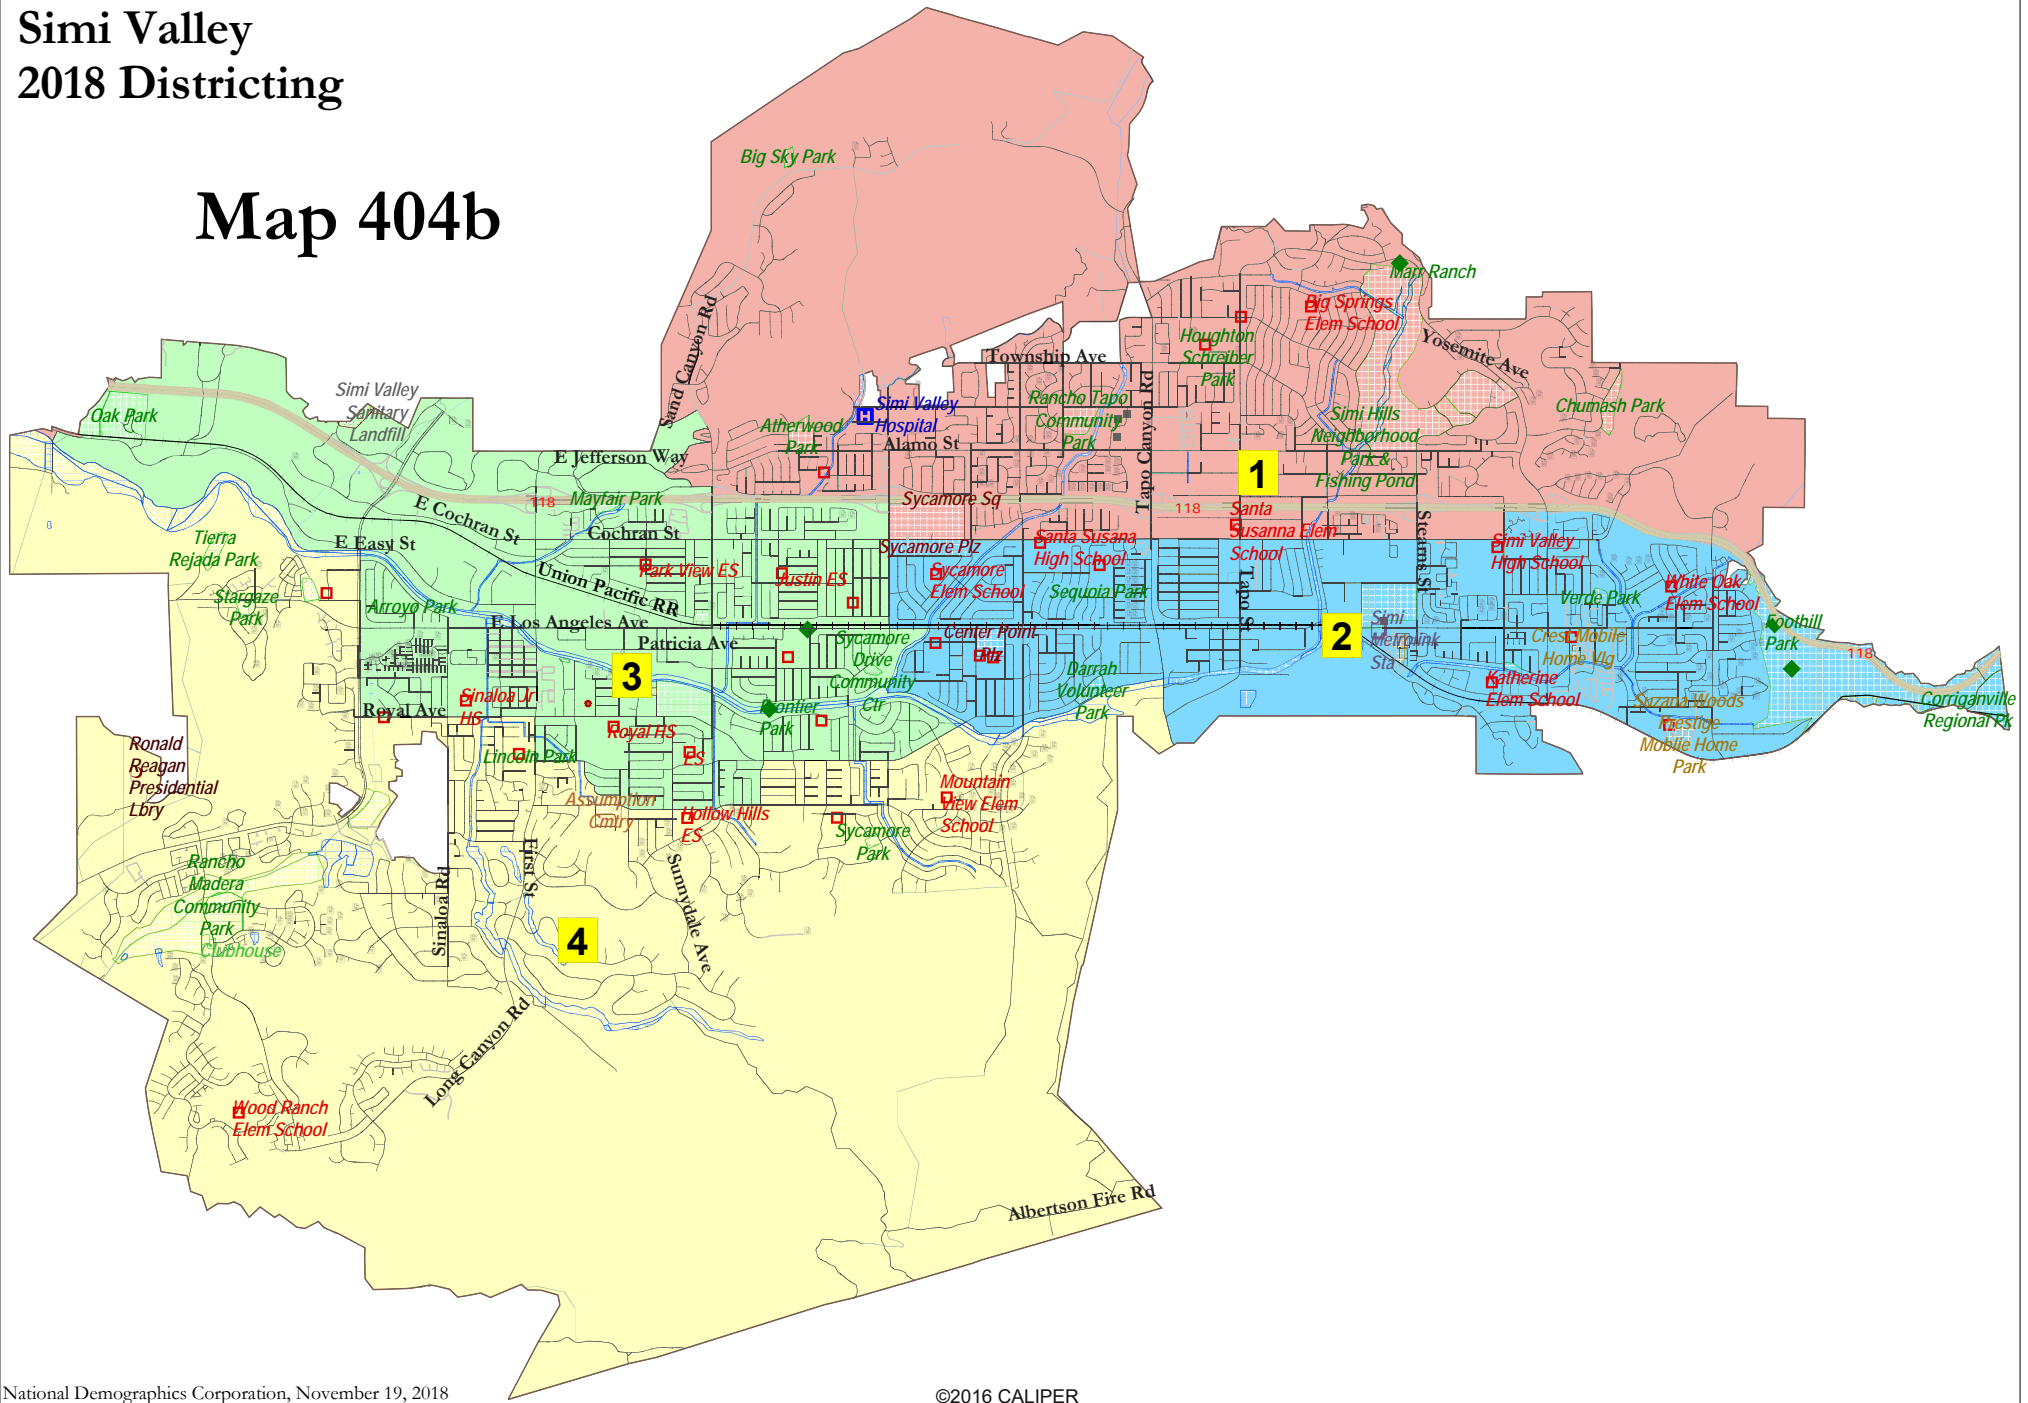 Simi Valley
2018 Districting
Map 404b
Big Sky Park
Marr Ranch
Big Springs
Elem School
Sand Canyon Rd
Houghton
Schreiber
Park
Yosemite Ave
Township Ave
Tapo Canyon Rd
Simi Valley
Sanitary
Landfill
Oak Park
Simi Valley
Hospital
H
Rancho Tapo
Community
Park
Simi Hills
Neighborhood
Park &
Fishing Pond
Chumash Park
Atherwood
Park
Alamo St
E Jefferson Way
1
118
Mayfair Park
Sycamore Sq
118
E Cochran St
Cochran St
Santa
Susanna Elem
School
Stearns St
Tierra
Rejada Park
E Easy St
Sycamore Plz
Santa Susana
High School
Simi Valley
High School
Union Pacific RR
Park View ES
Justin ES
Sycamore
Elem School
Sequoia Park
Tapo St
White Oak
Elem School
Verde Park
Stargaze
Park
Arroyo Park
E Los Angeles Ave
Patricia Ave
Sycamore
Drive
Community
Ctr
Center Point
Plz
2
Simi
Metrolink
Sta
Crest Mobile
Home Vlg
Foothill
Park
118
3
Darrah
Volunteer
Park
Katherine
Elem School
Sinaloa Jr
HS
Royal Ave
Frontier
Park
Suzana Woods
Prestige
Moblie Home
Park
Corriganville
Regional Pk
Royal HS
ES
Lincoln Park
Ronald
Reagan
Presidential
Lbry
Assumption
Cmtry
Hollow Hills
ES
Mountain
View Elem
School
Sycamore
Park
Rancho
Madera
Community
Park
Clubhouse
Sinaloa Rd
First St
Sunnydale Ave
4
Long Canyon Rd
Wood Ranch
Elem School
Albertson Fire Rd
National Demographics Corporation, November 19, 2018
©2016 CALIPER